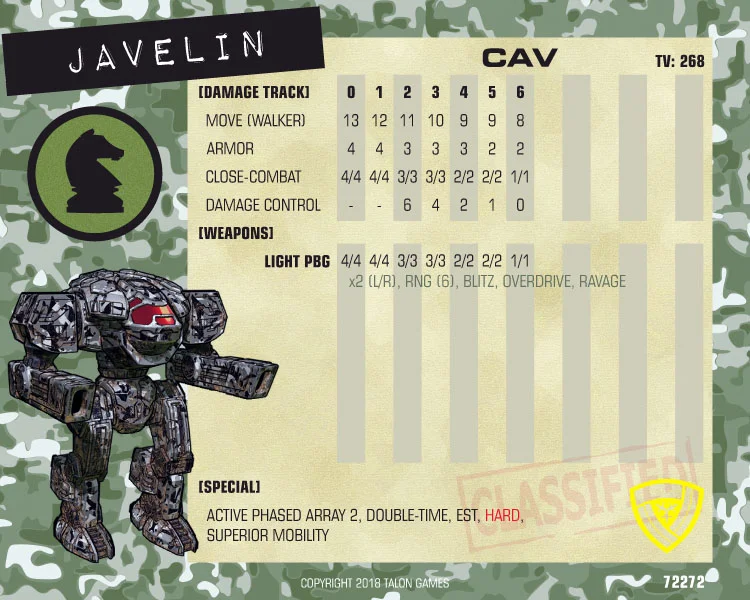 JAVELIN
CAV
TV: 268
[DAMAGE TRACK] 0 1 2 3 4 5 6
MOVE (WALKER) 13 12 11 10 9 9 8
ARMOR 4 4 3 3 3 2 2
CLOSE-COMBAT 4/4 4/4 3/3 3/3 2/2 2/2 1/1
DAMAGE CONTROL - - 6 4 2 1 0
[WEAPONS]
LIGHT PBG 4/4 4/4 3/3 3/3 2/2 2/2 1/1
x2 (L/R), RNG (6), BLITZ, OVERDRIVE, RAVAGE
[SPECIAL]
CLASSIFIED
ACTIVE PHASED ARRAY 2, DOUBLE-TIME, EST, HARD,
SUPERIOR MOBILITY
COPYRIGHT 2018 TALON GAMES
72272